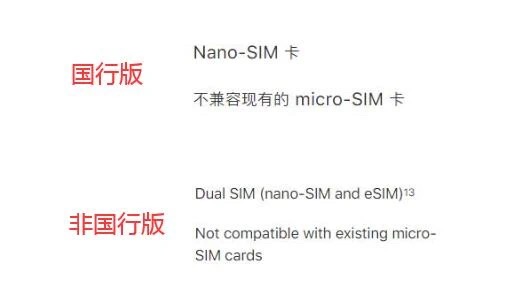 国行版
Nano-SIM 卡
不兼容现有的 micro-SIM 卡
非国行版
Dual SIM (nano-SIM and eSIM)13
Not compatible with existing micro-
SIM cards